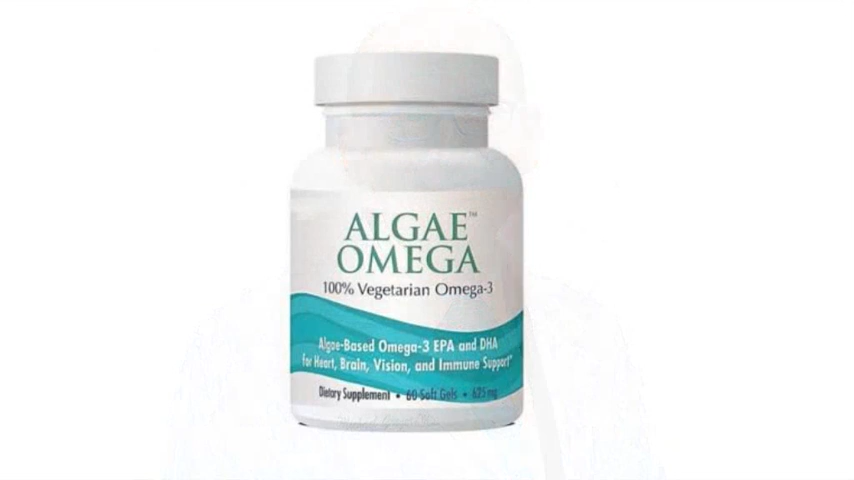 ALGAE™
OMEGA
100% Vegetarian Omega-3
Algae-Based Omega-3 EPA and DHA
for Heart, Brain, Vision, and Immune Support*
Dietary Supplement • 60 Soft Gels • 625 mg